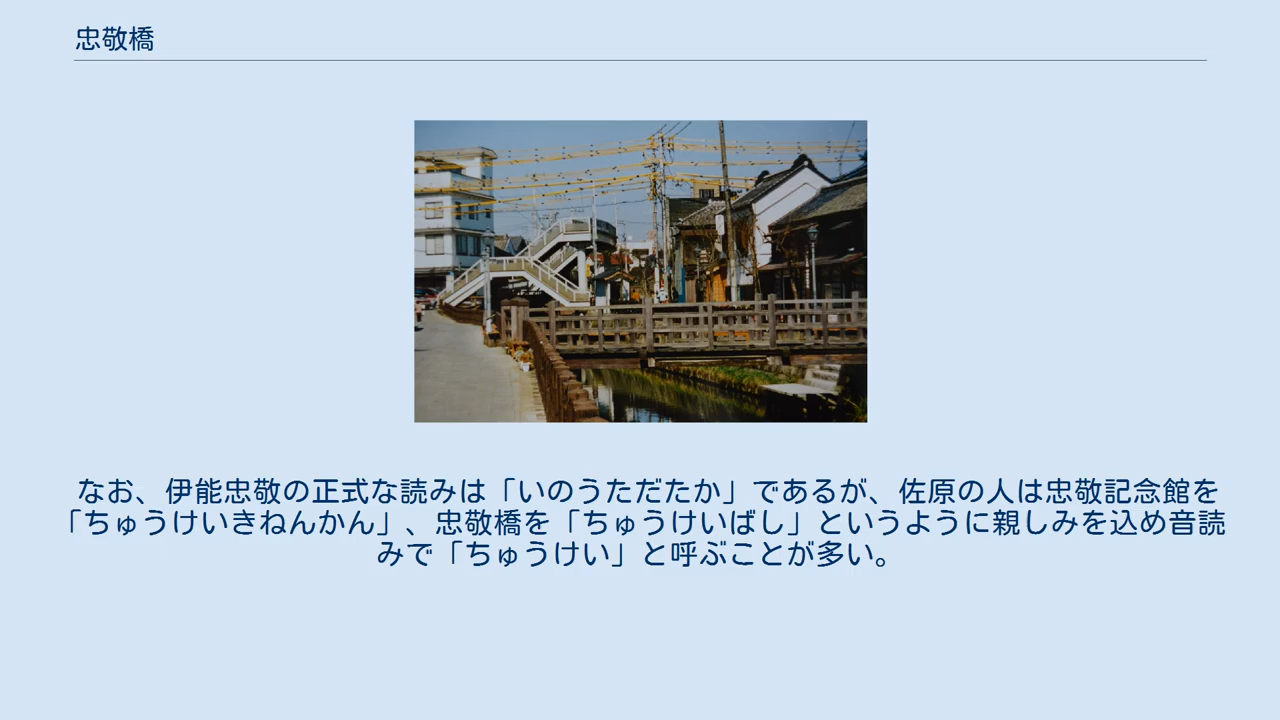 忠敬橋
なお、伊能忠敬の正式な読みは「いのうただたか」であるが、佐原の人は忠敬記念館を
「ちゅうけいきねんかん」、忠敬橋を「ちゅうけいばし」というように親しみを込め音読
みで「ちゅうけい」と呼ぶことが多い。